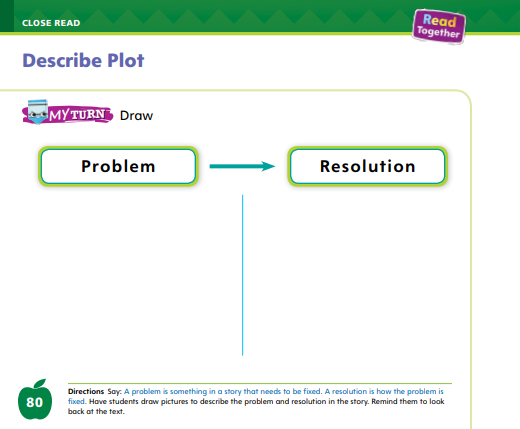 CLOSE READ
Read
Together
Describe Plot
MY TURN Draw
Problem
Resolution
Directions Say: A problem is something in a story that needs to be fixed. A resolution is how the problem is
fixed. Have students draw pictures to describe the problem and resolution in the story. Remind them to look
back at the text.
80